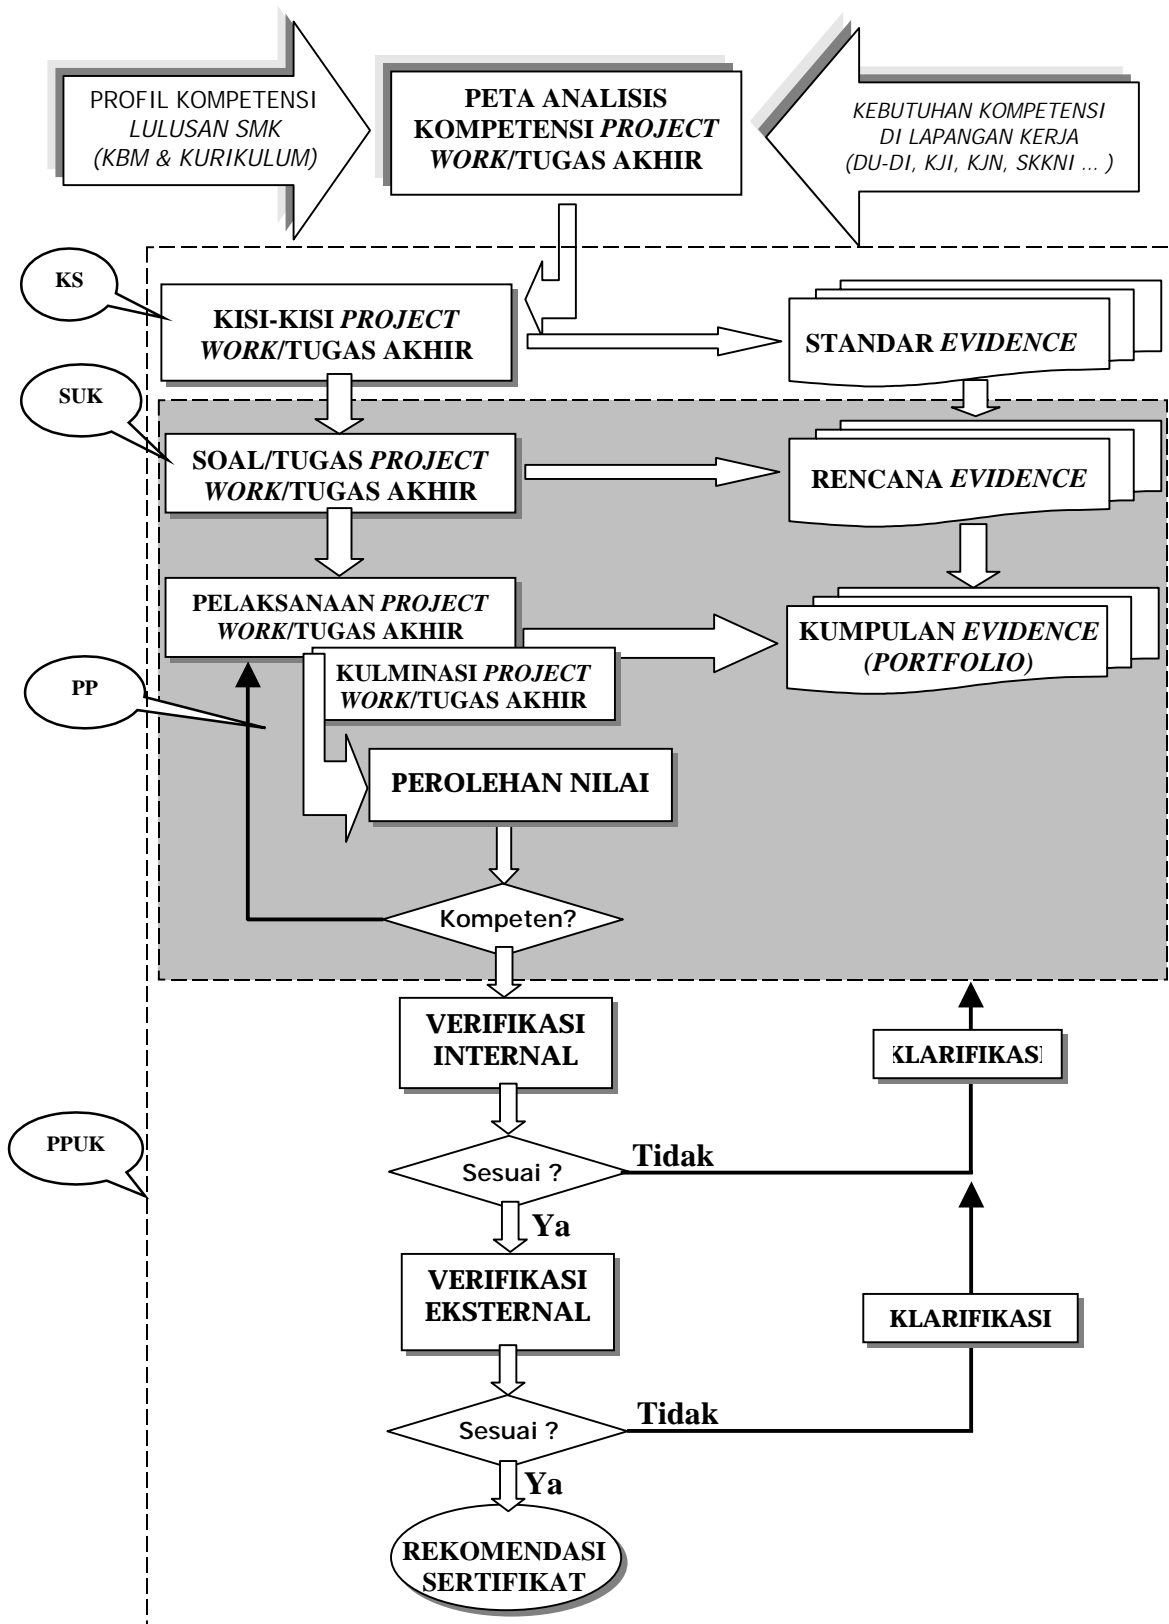 PROFIL KOMPETENSI
LULUSAN SMK
(KBM & KURIKULUM)
PETA ANALISIS
KOMPETENSI PROJECT
WORK/TUGAS AKHIR
KEBUTUHAN KOMPETENSI
DI LAPANGAN KERJA
(DU-DI, KJI, KJN, SKKNI ... )
KS
KISI-KISI PROJECT
WORK/TUGAS AKHIR
STANDAR EVIDENCE
SUK
SOAL/TUGAS PROJECT
WORK/TUGAS AKHIR
RENCANA EVIDENCE
PELAKSANAAN PROJECT
WORK/TUGAS AKHIR
KUMPULAN EVIDENCE
(PORTFOLIO)
KULMINASI PROJECT
WORK/TUGAS AKHIR
PP
PEROLEHAN NILAI
Kompeten?
VERIFIKASI
INTERNAL
KLARIFIKASI
PPUK
Sesuai ?
Tidak
Ya
VERIFIKASI
EKSTERNAL
KLARIFIKASI
Sesuai ?
Tidak
Ya
REKOMENDASI
SERTIFIKAT